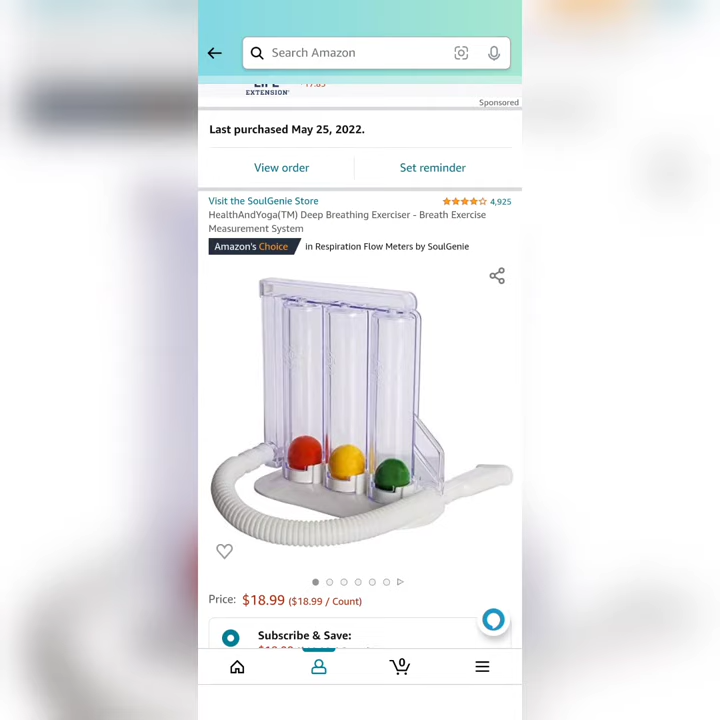 Search Amazon
EXTENSION
Sponsored
Last purchased May 25, 2022.
View order
Set reminder
Visit the SoulGenie Store
4,925
HealthAndYoga(TM) Deep Breathing Exerciser - Breath Exercise
Measurement System
Amazon's Choice in Respiration Flow Meters by SoulGenie
Price: $18.99 ($18.99 / Count)
Subscribe & Save:
0